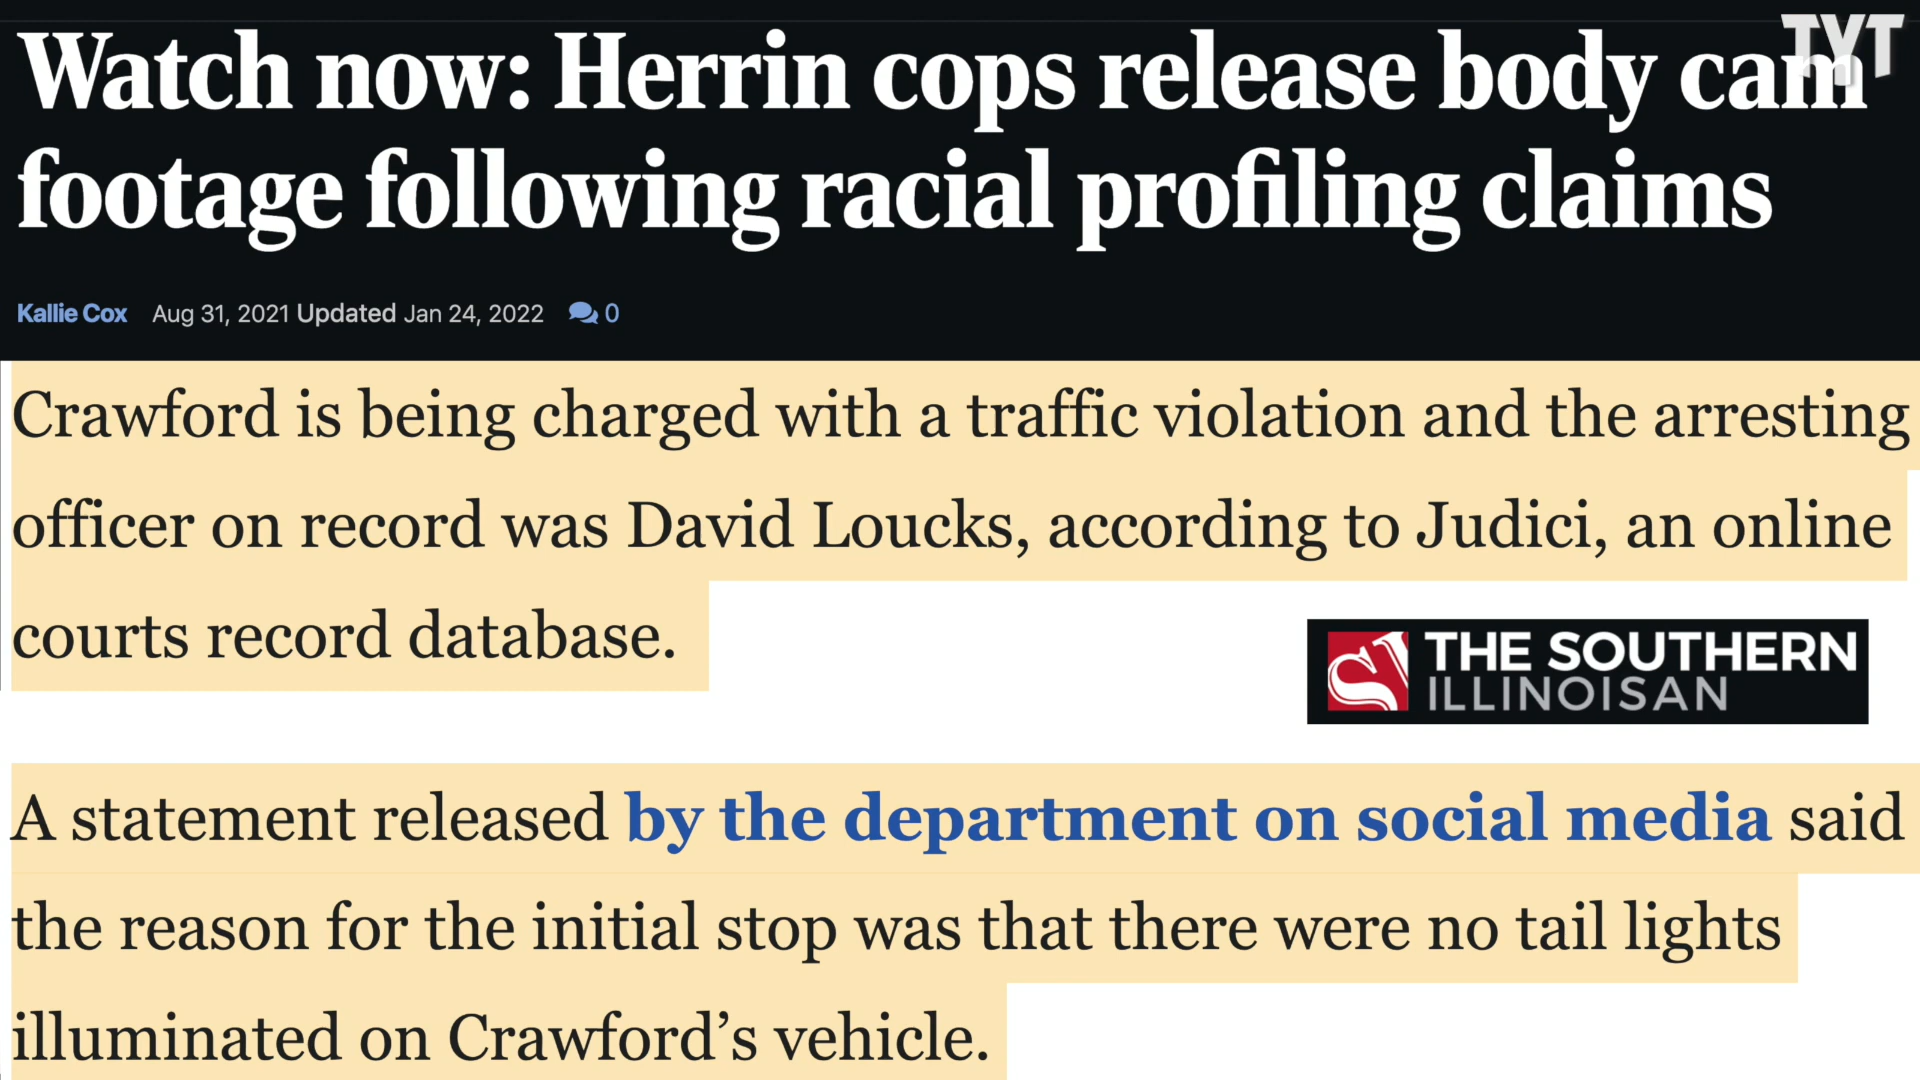 TYT
Watch now: Herrin cops release body cam
footage following racial profiling claims
Kallie Cox Aug 31, 2021 Updated Jan 24, 2022 0
Crawford is being charged with a traffic violation and the arresting
officer on record was David Loucks, according to Judici, an online
courts record database.
THE SOUTHERN
ILLINOISAN
A statement released by the department on social media said
the reason for the initial stop was that there were no tail lights
illuminated on Crawford’s vehicle.